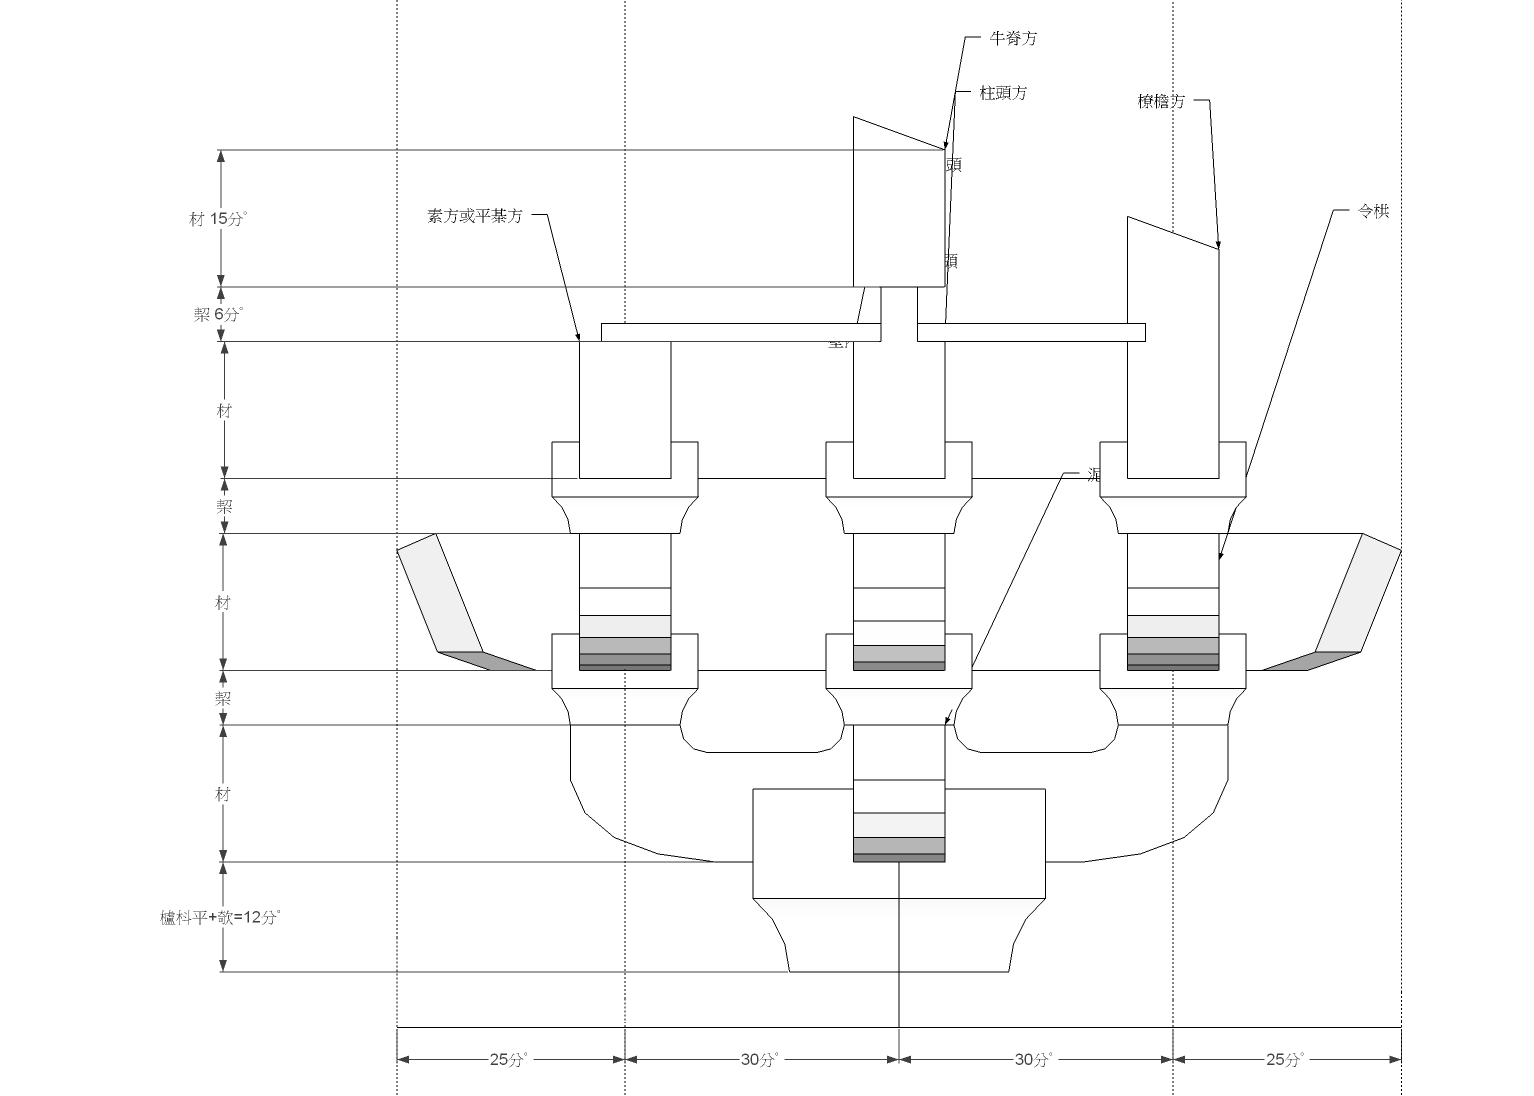 牛脊方
柱頭方
橑檐方
頭
材 15分°
令栱
素方或平棊方
頭
栔 6分°
材
泥
栔
材
栔
材
櫨枓平+欹=12分°
25分°
30分°
30分°
25分°